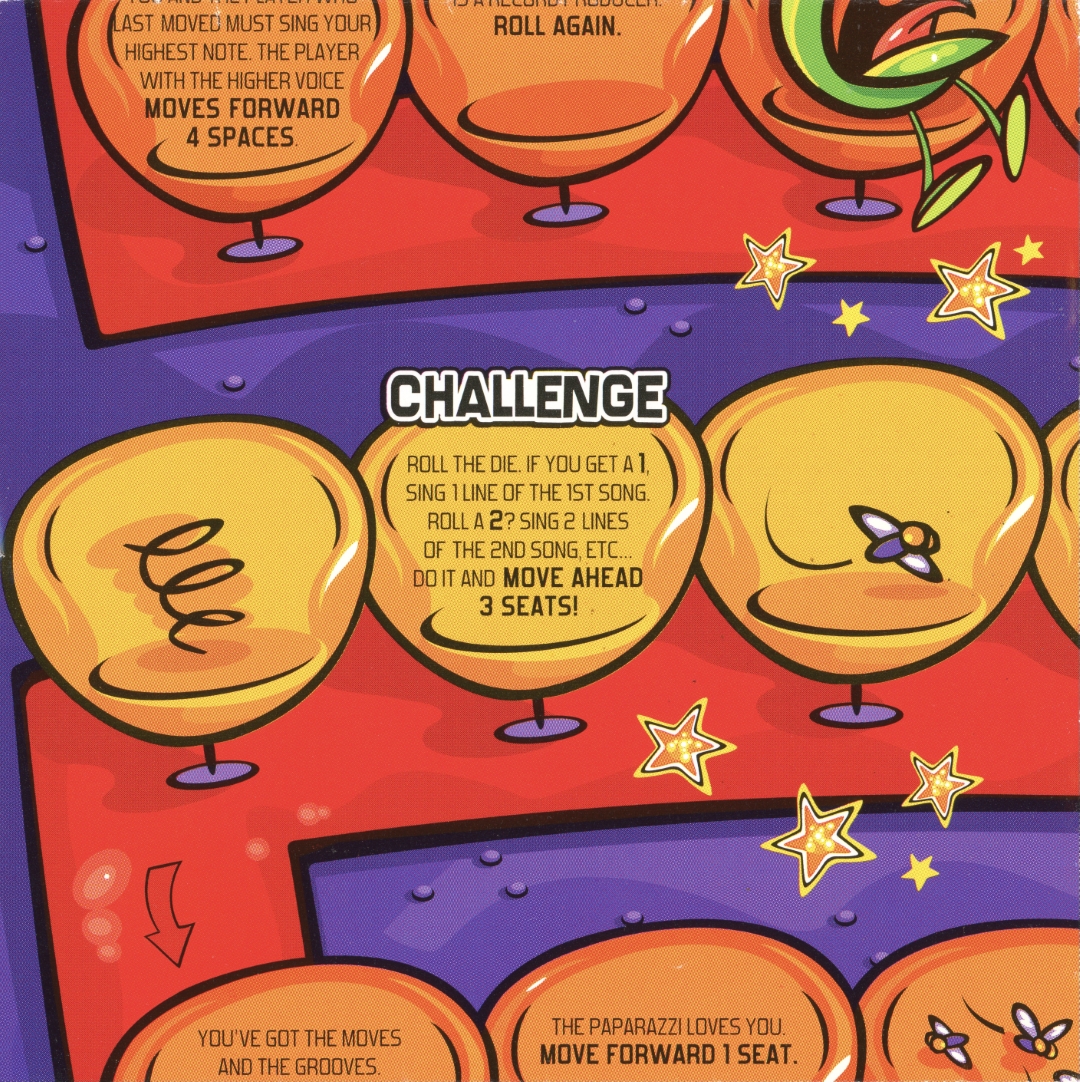 LAST MOVED MUST SING YOUR
HIGHEST NOTE. THE PLAYER
WITH THE HIGHER VOICE
MOVES FORWARD
4 SPACES.
IS A RECORD PRODUCER.
ROLL AGAIN.
CHALLENGE
ROLL THE DIE. IF YOU GET A 1,
SING 1 LINE OF THE 1ST SONG.
ROLL A 2? SING 2 LINES
OF THE 2ND SONG, ETC...
DO IT AND MOVE AHEAD
3 SEATS!
YOU'VE GOT THE MOVES
AND THE GROOVES.
THE PAPARAZZI LOVES YOU.
MOVE FORWARD 1 SEAT.